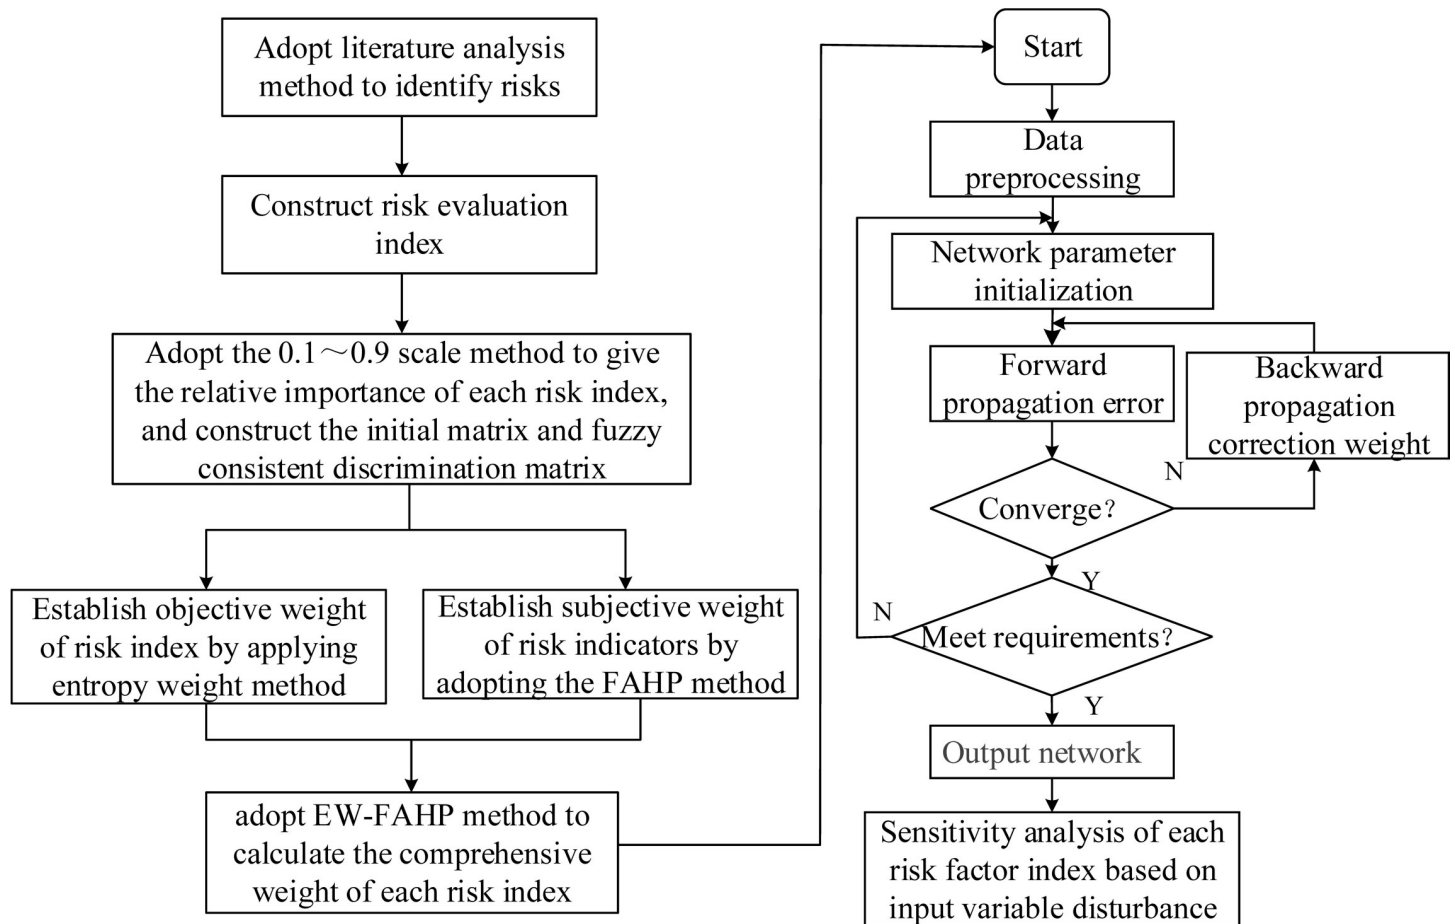 Adopt literature analysis
method to identify risks
Construct risk evaluation
index
Adopt the 0.1～0.9 scale method to give
the relative importance of each risk index,
and construct the initial matrix and fuzzy
consistent discrimination matrix
Establish objective weight
of risk index by applying
entropy weight method
Establish subjective weight
of risk indicators by
adopting the FAHP method
adopt EW-FAHP method to
calculate the comprehensive
weight of each risk index
Start
Data
preprocessing
Network parameter
initialization
Forward
propagation error
Backward
propagation
correction weight
N
Converge?
Y
N
Meet requirements?
Y
Output network
Sensitivity analysis of each
risk factor index based on
input variable disturbance